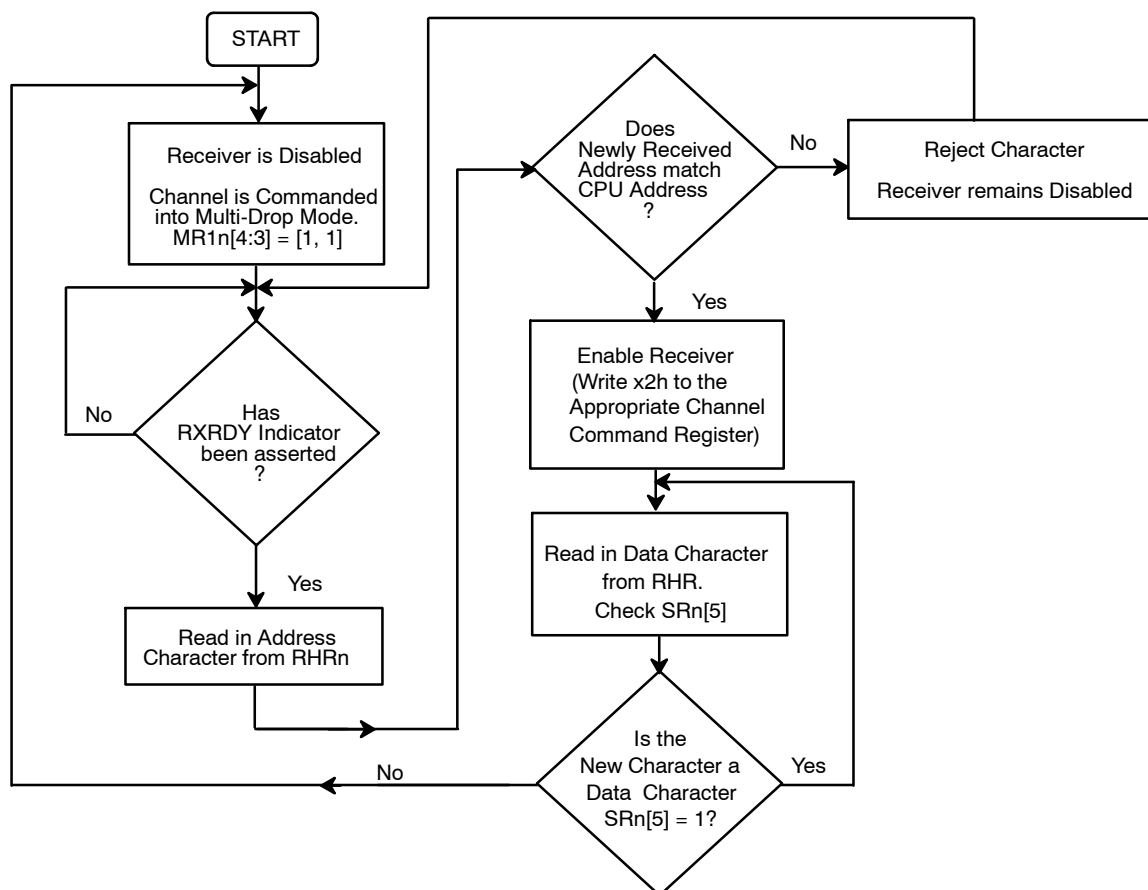 START
Receiver is Disabled
Channel is Commanded
into Multi-Drop Mode.
MR1n[4:3] = [1, 1]
No
Has
RXRDY Indicator
been asserted
?
Yes
Read in Address
Character from RHRn
Does
Newly Received
Address match
CPU Address
?
No
Reject Character
Receiver remains Disabled
Yes
Enable Receiver
(Write x2h to the
Appropriate Channel
Command Register)
Read in Data Character
from RHR.
Check SRn[5]
Is the
New Character a
Data Character
SRn[5] = 1?
Yes
No